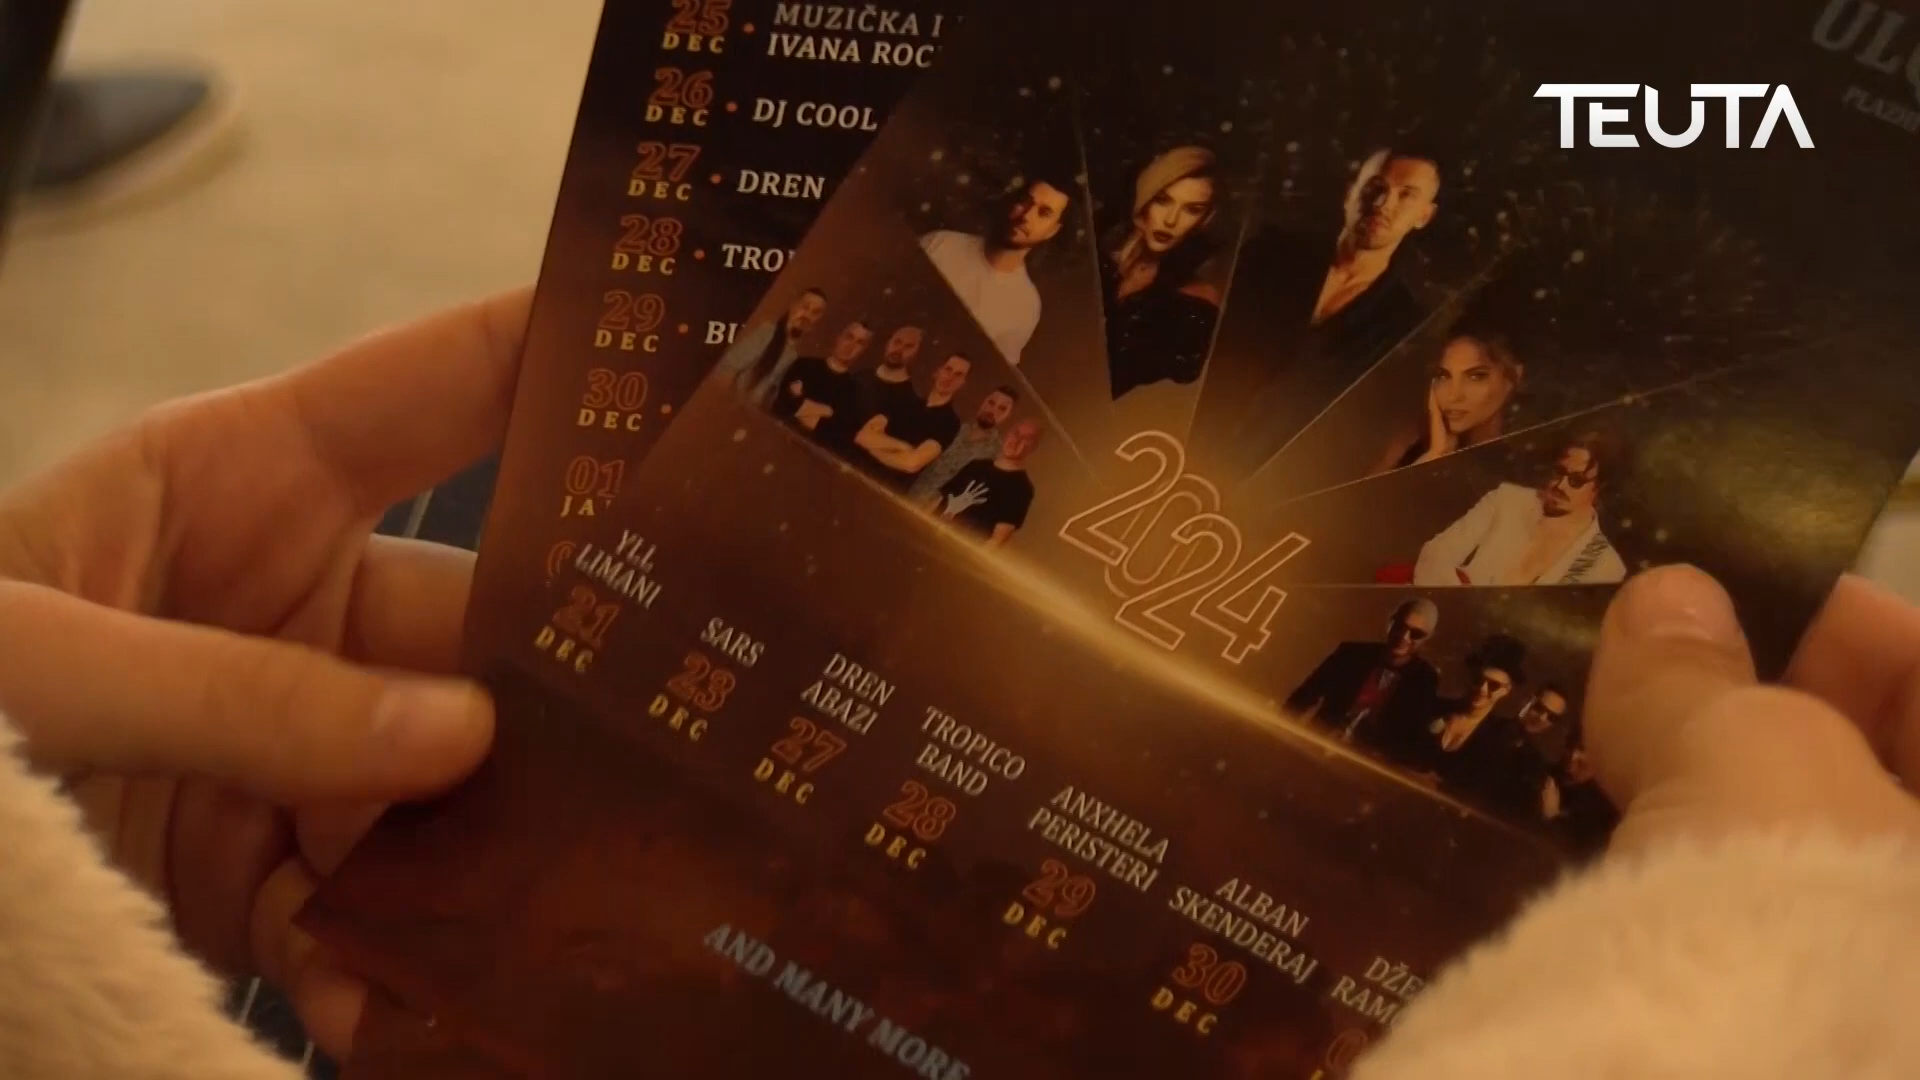 25 DEC • MUZIČKA I
IVANA ROC
26 DEC • DJ COOL
27 DEC • DREN
28 DEC •
29 DEC •
30 DEC •
01
TEUTA
2024
YLL
LIMANI
21
DEC
SARS
23
DEC
DREN
ABAZI
27
DEC
TROPICO
BAND
28
DEC
ANXHELA
PERISTERI
29
DEC
ALBAN
SKENDERAJ
30
DEC
AND MANY MORE